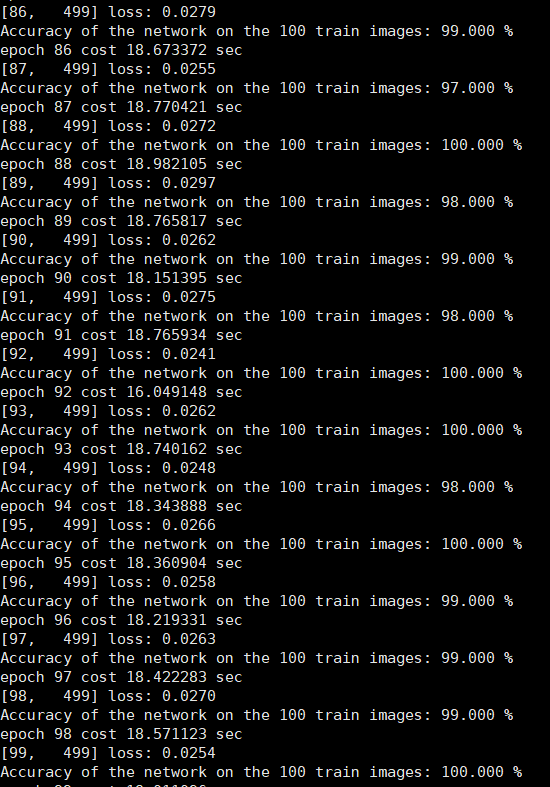 [86,   499] loss: 0.0279
Accuracy of the network on the 100 train images: 99.000 %
epoch 86 cost 18.673372 sec
[87,   499] loss: 0.0255
Accuracy of the network on the 100 train images: 97.000 %
epoch 87 cost 18.770421 sec
[88,   499] loss: 0.0272
Accuracy of the network on the 100 train images: 100.000 %
epoch 88 cost 18.982105 sec
[89,   499] loss: 0.0297
Accuracy of the network on the 100 train images: 98.000 %
epoch 89 cost 18.765817 sec
[90,   499] loss: 0.0262
Accuracy of the network on the 100 train images: 99.000 %
epoch 90 cost 18.151395 sec
[91,   499] loss: 0.0275
Accuracy of the network on the 100 train images: 98.000 %
epoch 91 cost 18.765934 sec
[92,   499] loss: 0.0241
Accuracy of the network on the 100 train images: 100.000 %
epoch 92 cost 16.049148 sec
[93,   499] loss: 0.0262
Accuracy of the network on the 100 train images: 100.000 %
epoch 93 cost 18.740162 sec
[94,   499] loss: 0.0248
Accuracy of the network on the 100 train images: 98.000 %
epoch 94 cost 18.343888 sec
[95,   499] loss: 0.0266
Accuracy of the network on the 100 train images: 100.000 %
epoch 95 cost 18.360904 sec
[96,   499] loss: 0.0258
Accuracy of the network on the 100 train images: 99.000 %
epoch 96 cost 18.219331 sec
[97,   499] loss: 0.0263
Accuracy of the network on the 100 train images: 99.000 %
epoch 97 cost 18.422283 sec
[98,   499] loss: 0.0270
Accuracy of the network on the 100 train images: 99.000 %
epoch 98 cost 18.571123 sec
[99,   499] loss: 0.0254
Accuracy of the network on the 100 train images: 100.000 %